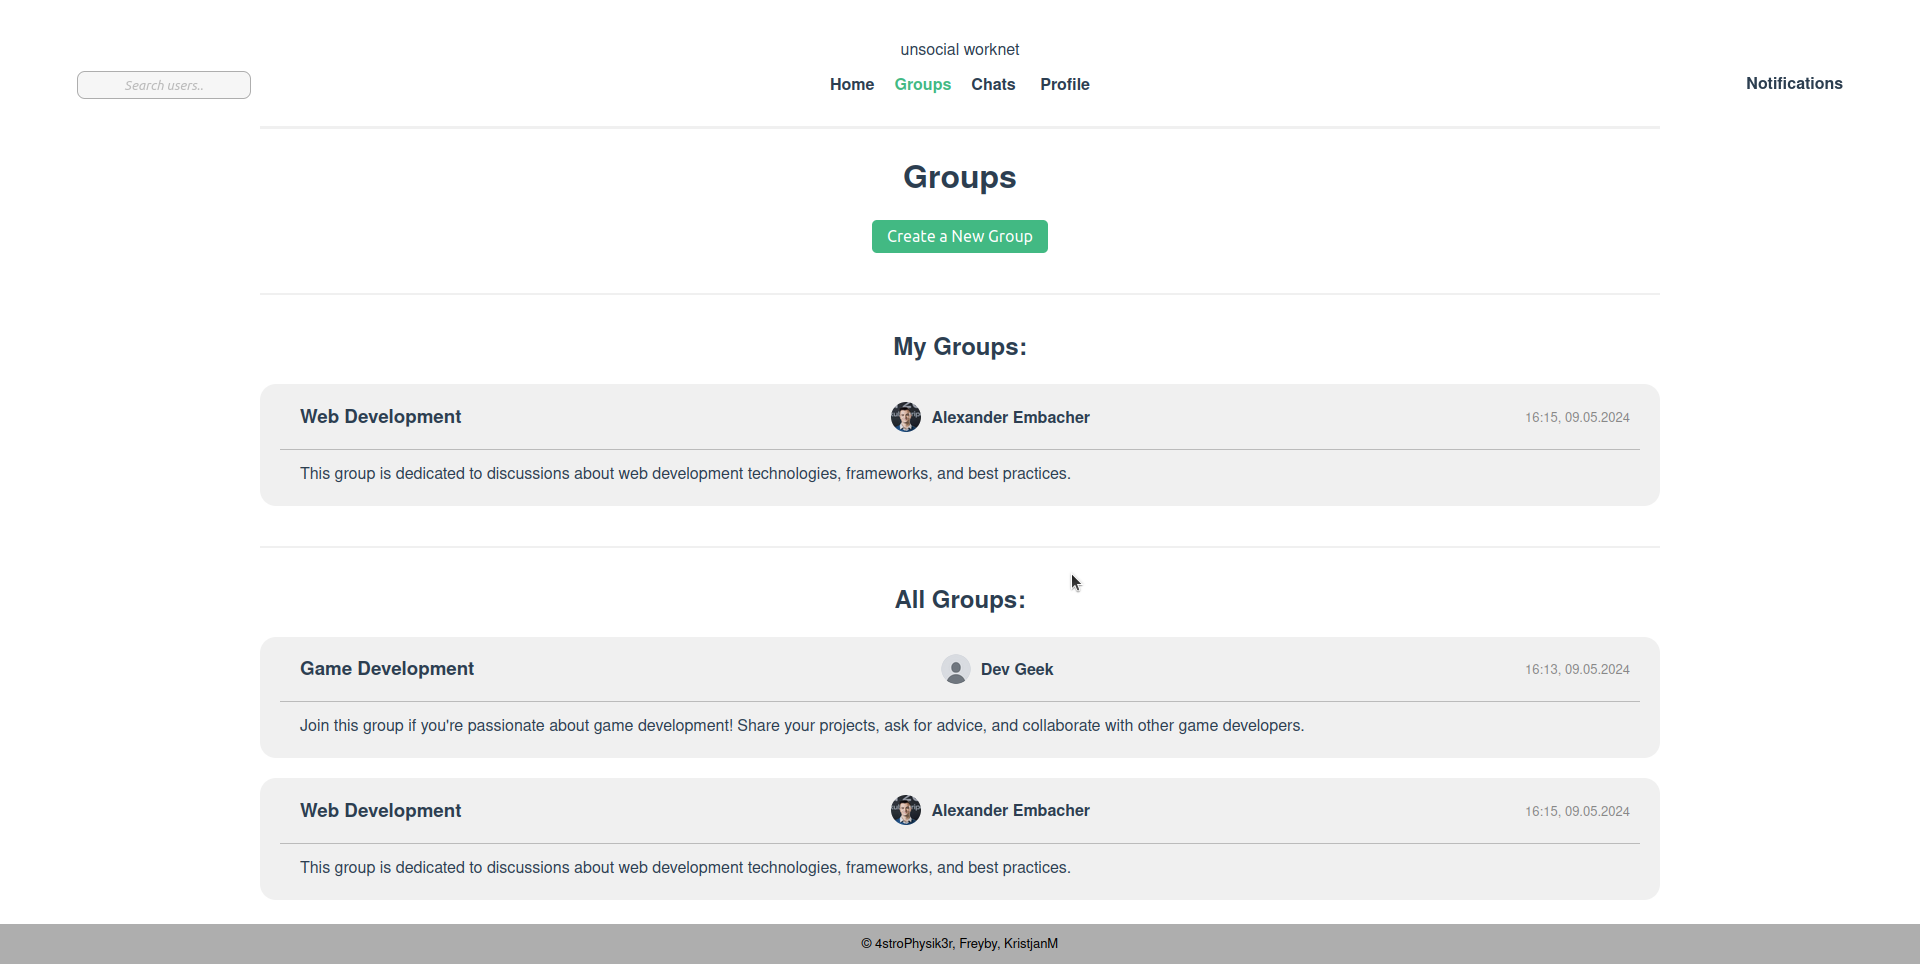 unsocial worknet
Search users..
Home Groups Chats Profile
Notifications
Groups
Create a New Group
My Groups:
Web Development
Alexander Embacher
16:15, 09.05.2024
This group is dedicated to discussions about web development technologies, frameworks, and best practices.
All Groups:
Game Development
Dev Geek
16:13, 09.05.2024
Join this group if you're passionate about game development! Share your projects, ask for advice, and collaborate with other game developers.
Web Development
Alexander Embacher
16:15, 09.05.2024
This group is dedicated to discussions about web development technologies, frameworks, and best practices.
© 4stroPhysik3r, Freyby, KristjanM